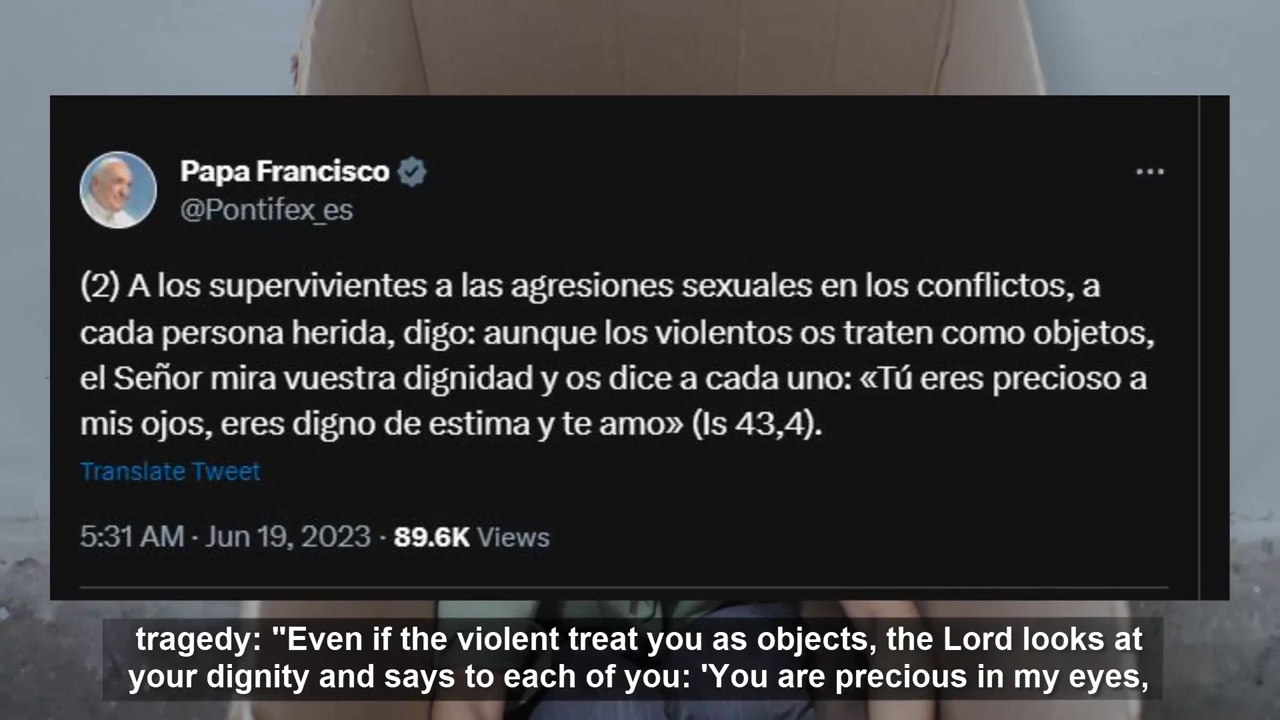 Papa Francisco
@Pontifex_es
(2) A los supervivientes a las agresiones sexuales en los conflictos, a
cada persona herida, digo: aunque los violentos os traten como objetos,
el Señor mira vuestra dignidad y os dice a cada uno: «Tú eres precioso a
mis ojos, eres digno de estima y te amo» (Is 43,4).
Translate Tweet
5:31 AM · Jun 19, 2023 · 89.6K Views
tragedy: "Even if the violent treat you as objects, the Lord looks at
your dignity and says to each of you: 'You are precious in my eyes,